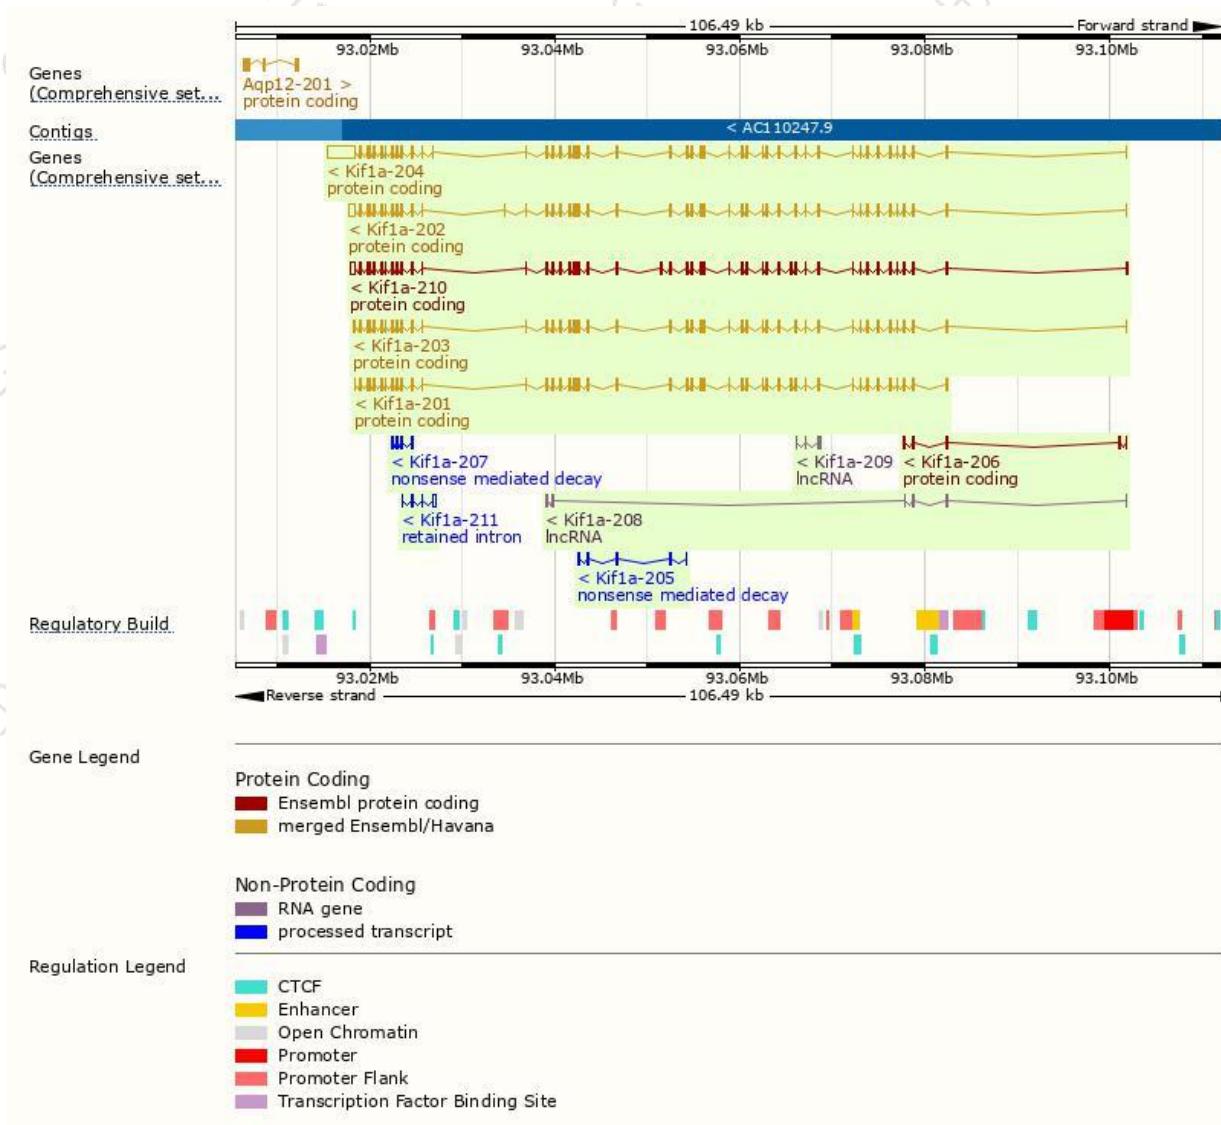 106.49 kb Forward strand
93.02Mb 93.04Mb 93.06Mb 93.08Mb 93.10Mb
Genes
(Comprehensive set...
Aqp12-201 >
protein coding
Contigs
< AC110247.9
Genes
(Comprehensive set...
< Kif1a-204
protein coding
< Kif1a-202
protein coding
< Kif1a-210
protein coding
< Kif1a-203
protein coding
< Kif1a-201
protein coding
< Kif1a-207 < Kif1a-209 < Kif1a-206
nonsense mediated decay lncRNA protein coding
< Kif1a-211 < Kif1a-208
retained intron lncRNA
< Kif1a-205
nonsense mediated decay
Regulatory Build
93.02Mb 93.04Mb 93.06Mb 93.08Mb 93.10Mb
Reverse strand 106.49 kb
Gene Legend
Protein Coding
Ensembl protein coding
merged Ensembl/Havana
Non-Protein Coding
RNA gene
processed transcript
Regulation Legend
CTCF
Enhancer
Open Chromatin
Promoter
Promoter Flank
Transcription Factor Binding Site